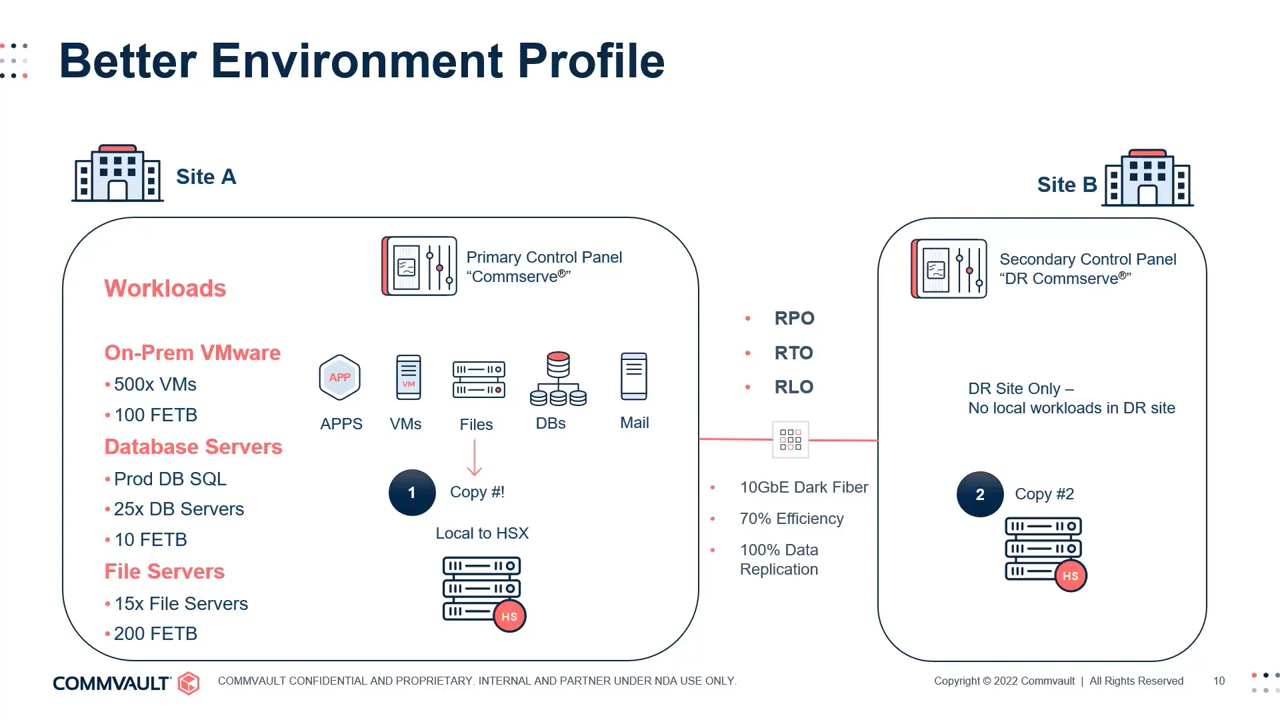 Better Environment Profile
Site A
Site B
Primary Control Panel
“Commserve®”
Secondary Control Panel
“DR Commserve®”
Workloads
On-Prem VMware
• 500x VMs
• 100 FETB
Database Servers
• Prod DB SQL
• 25x DB Servers
• 10 FETB
File Servers
• 15x File Servers
• 200 FETB
APP
VM
APPS
VMs
Files
DBs
Mail
1
Copy #!
Local to HSX
HS
• RPO
• RTO
• RLO
• 10GbE Dark Fiber
• 70% Efficiency
• 100% Data
Replication
DR Site Only –
No local workloads in DR site
2
Copy #2
HS
COMMVAULT
COMMVAULT CONFIDENTIAL AND PROPRIETARY. INTERNAL AND PARTNER UNDER NDA USE ONLY.
Copyright © 2022 Commvault | All Rights Reserved
10